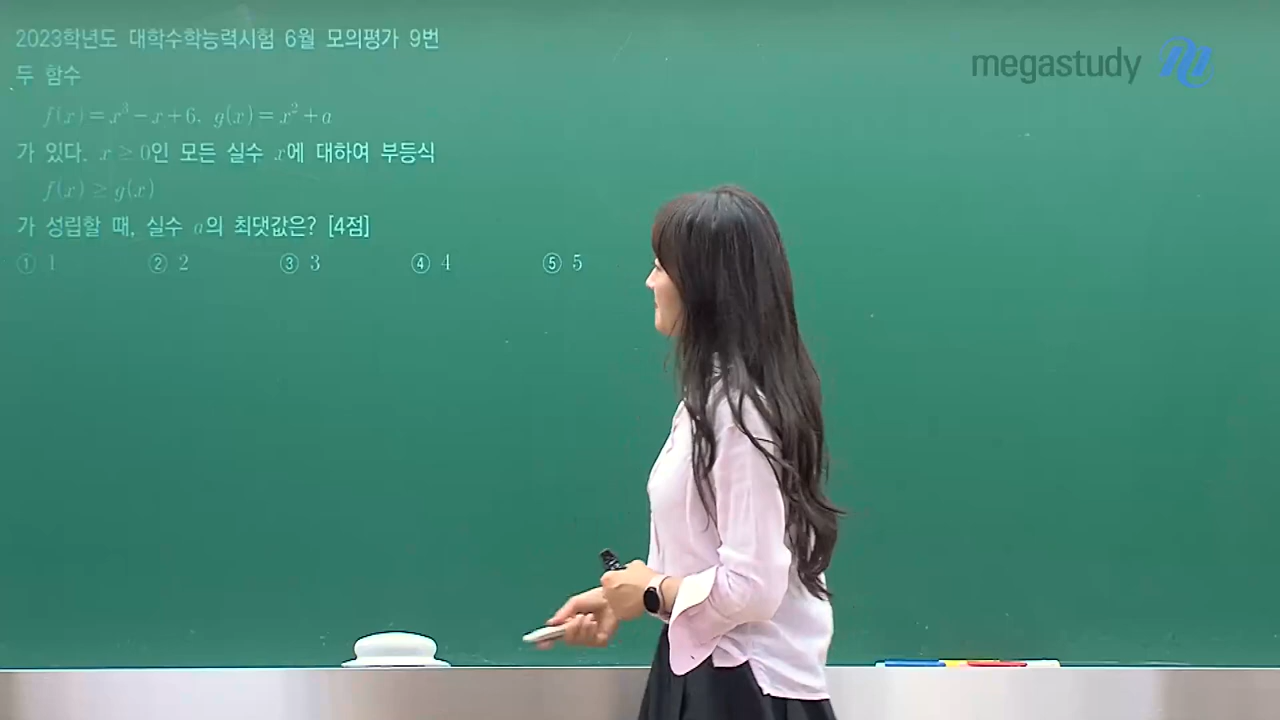 2023학년도 대학수학능력시험 6월 모의평가 9번
두 함수
f(x)=x³-x+6, g(x)=x²+a
가 있다. x≥0인 모든 실수 x에 대하여 부등식
f(x)≥g(x)
가 성립할 때, 실수 a의 최댓값은? [4점]
① 1 ② 2 ③ 3 ④ 4 ⑤ 5
megastudy